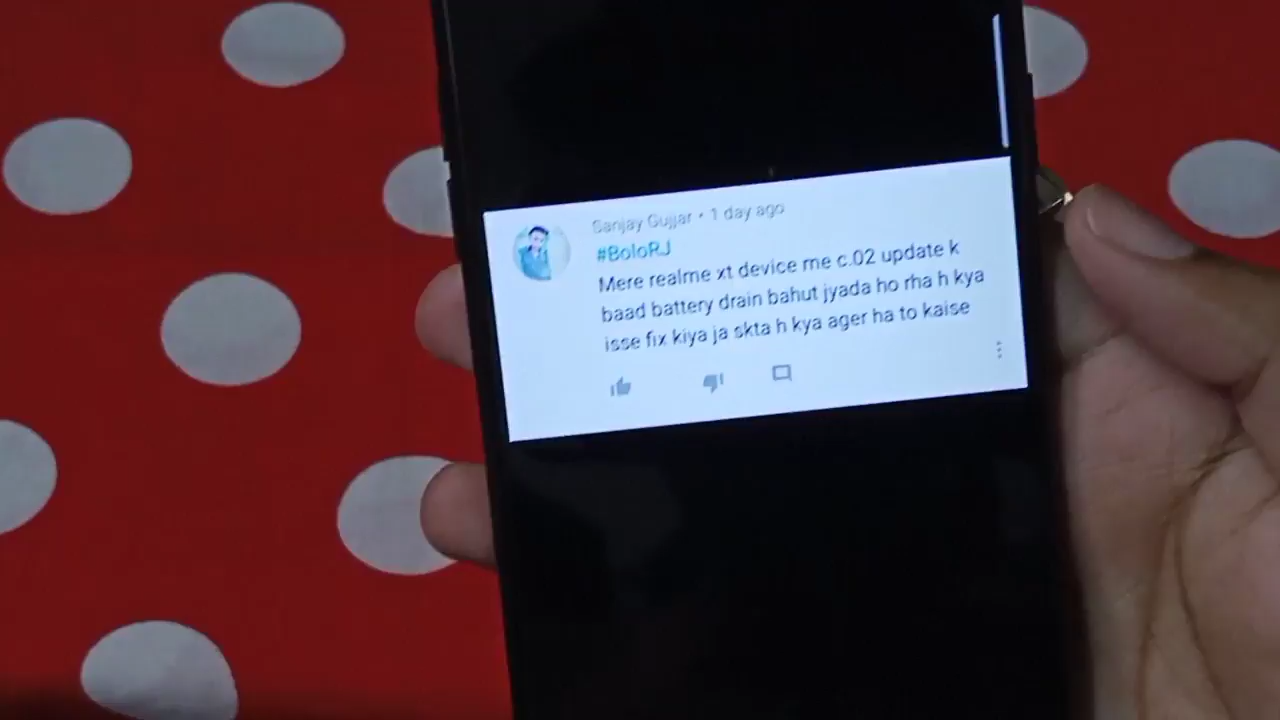 Sanjay Gujjar • 1 day ago
#BoloRJ
Mere realme xt device me c.02 update k
baad battery drain bahut jyada ho rha h kya
isse fix kiya ja skta h kya ager ha to kaise